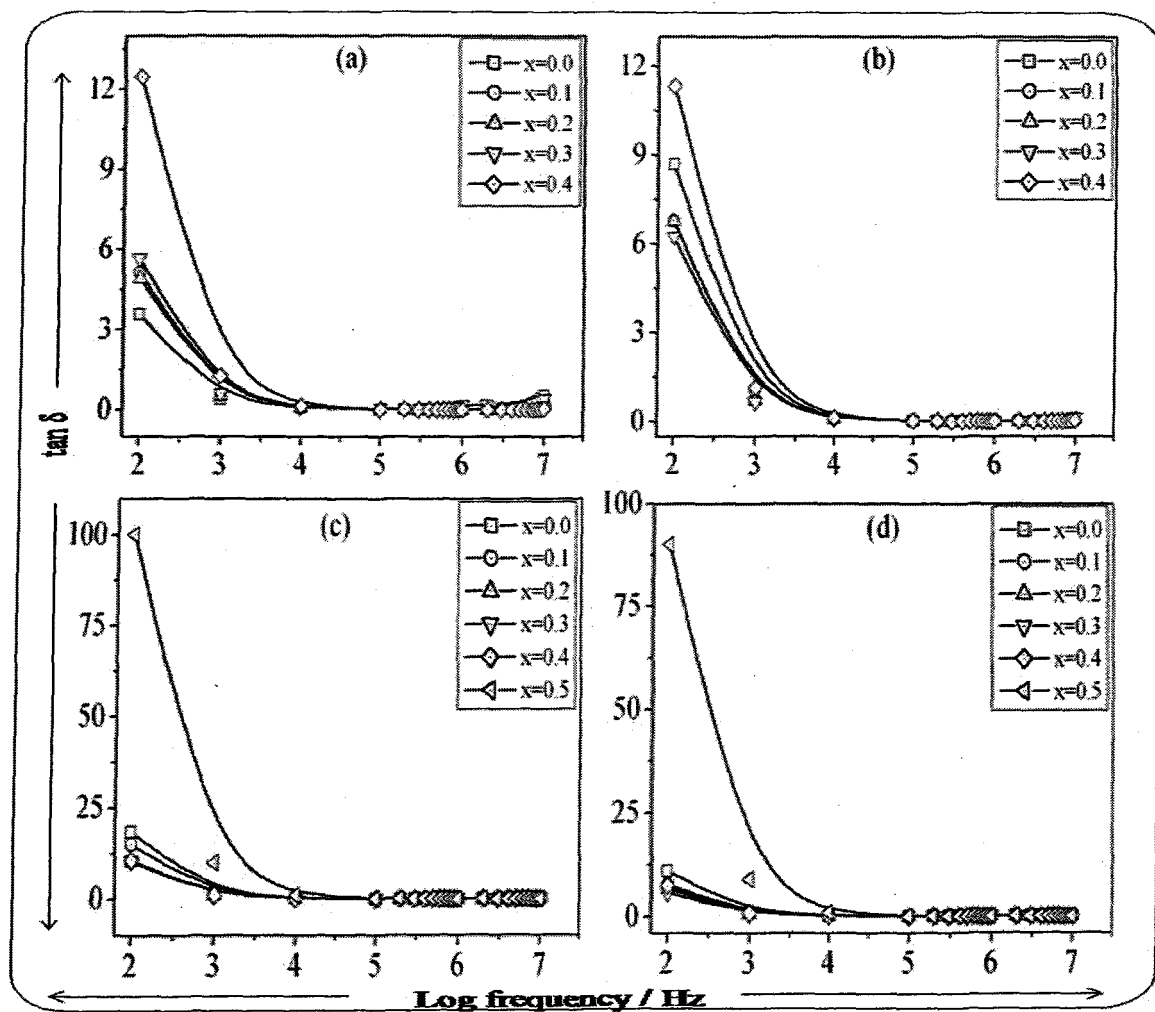 (a)
x=0.0
x=0.1
x=0.2
x=0.3
x=0.4
12
9
6
3
0
2 3 4 5 6 7
(b)
x=0.0
x=0.1
x=0.2
x=0.3
x=0.4
12
9
6
3
0
2 3 4 5 6 7
tan δ
(c)
x=0.0
x=0.1
x=0.2
x=0.3
x=0.4
x=0.5
100
75
50
25
0
2 3 4 5 6 7
(d)
x=0.0
x=0.1
x=0.2
x=0.3
x=0.4
x=0.5
100
75
50
25
0
2 3 4 5 6 7
Log frequency / Hz